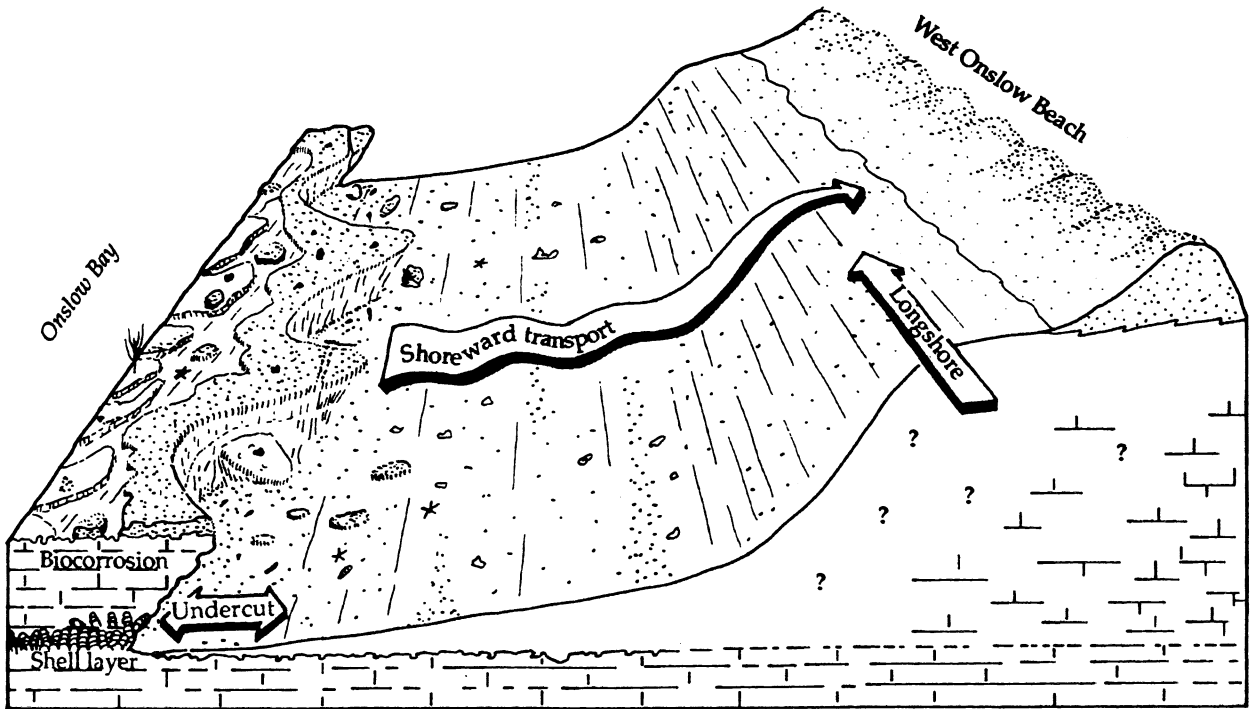 West Onslow Beach
Onslow Bay
Shoreward transport
Longshore
?
?
?
?
?
Biocorrosion
Undercut
Shell layer